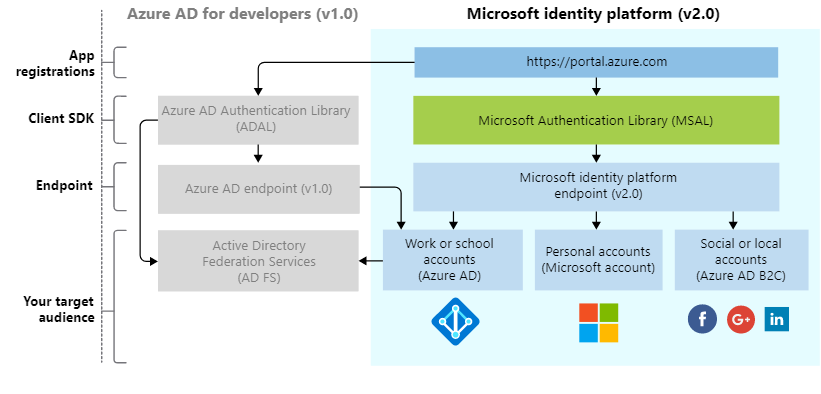 Azure AD for developers (v1.0)
Microsoft identity platform (v2.0)
App
registrations
https://portal.azure.com
Client SDK
Azure AD Authentication Library
(ADAL)
Microsoft Authentication Library (MSAL)
Endpoint
Azure AD endpoint (v1.0)
Microsoft identity platform
endpoint (v2.0)
Your target
audience
Active Directory
Federation Services
(AD FS)
Work or school
accounts
(Azure AD)
Personal accounts
(Microsoft account)
Social or local
accounts
(Azure AD B2C)
f
G+
in